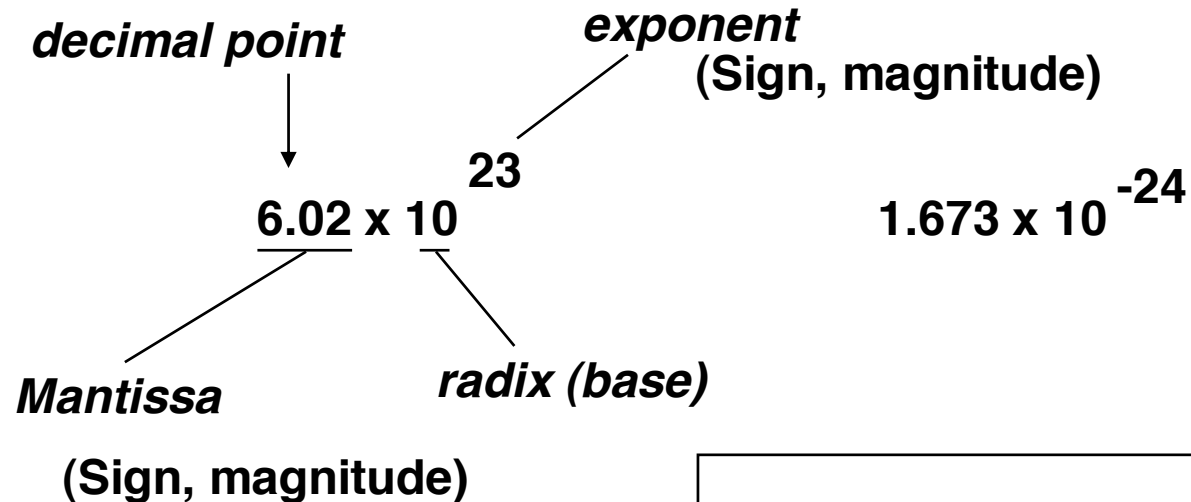 decimal point
exponent
(Sign, magnitude)
23
6.02 x 10
-24
1.673 x 10
Mantissa
radix (base)
(Sign, magnitude)